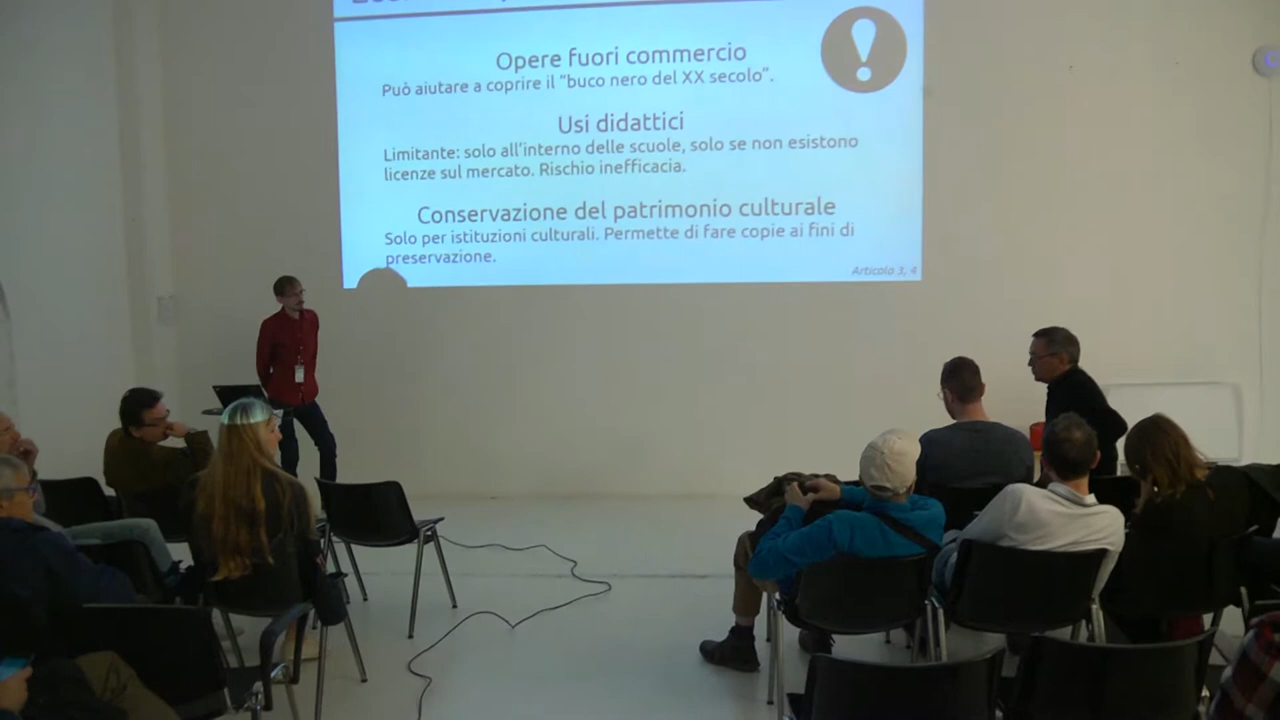 Opere fuori commercio
Può aiutare a coprire il "buco nero del XX secolo".
Usi didattici
Limitante: solo all'interno delle scuole, solo se non esistono
licenze sul mercato. Rischio inefficacia.
Conservazione del patrimonio culturale
Solo per istituzioni culturali. Permette di fare copie ai fini di
preservazione.
Articolo 3, 4